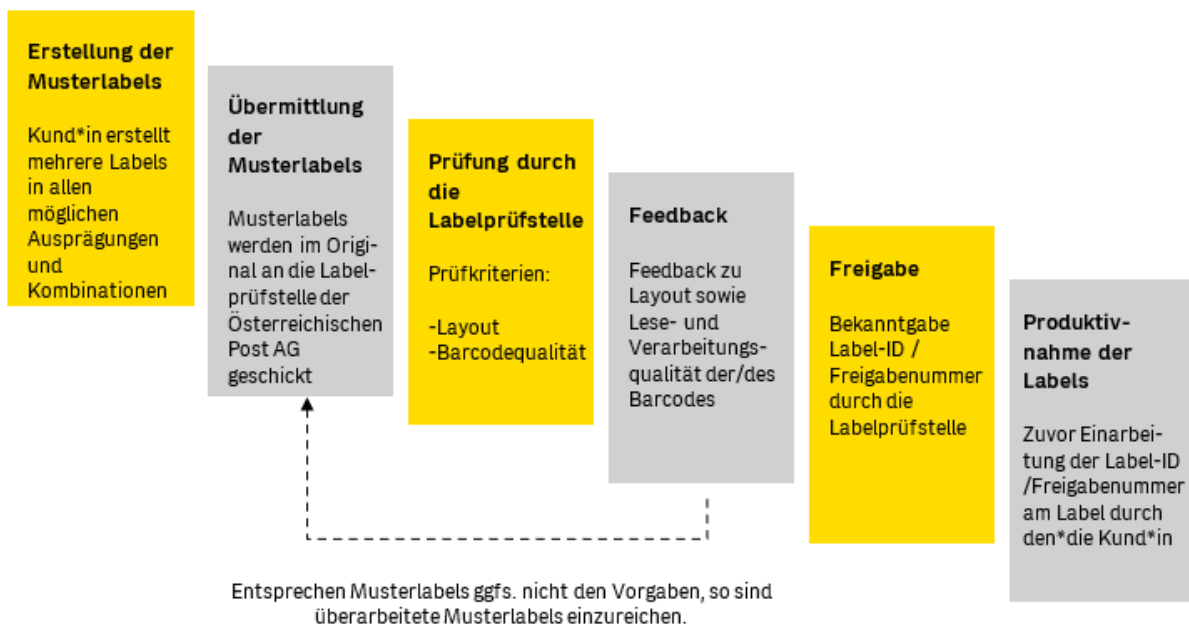 Erstellung der
Musterlabels
Kund*in erstellt
mehrere Labels
in allen
möglichen
Ausprägungen
und
Kombinationen
Übermittlung
der
Musterlabels
Musterlabels
werden im Origi-
nal an die Label-
prüfstelle der
Österreichischen
Post AG
geschickt
Prüfung durch
die
Labelprüfstelle
Prüfkriterien:
-Layout
-Barcodequalität
Feedback
Feedback zu
Layout sowie
Lese- und
Verarbeitungs-
qualität der/des
Barcodes
Freigabe
Bekanntgabe
Label-ID /
Freigabenummer
durch die
Labelprüfstelle
Produktiv-
nahme der
Labels
Zuvor Einarbei-
tung der Label-ID
/Freigabenummer
am Label durch
den*die Kund*in
Entsprechen Musterlabels ggfs. nicht den Vorgaben, so sind
überarbeitete Musterlabels einzureichen.